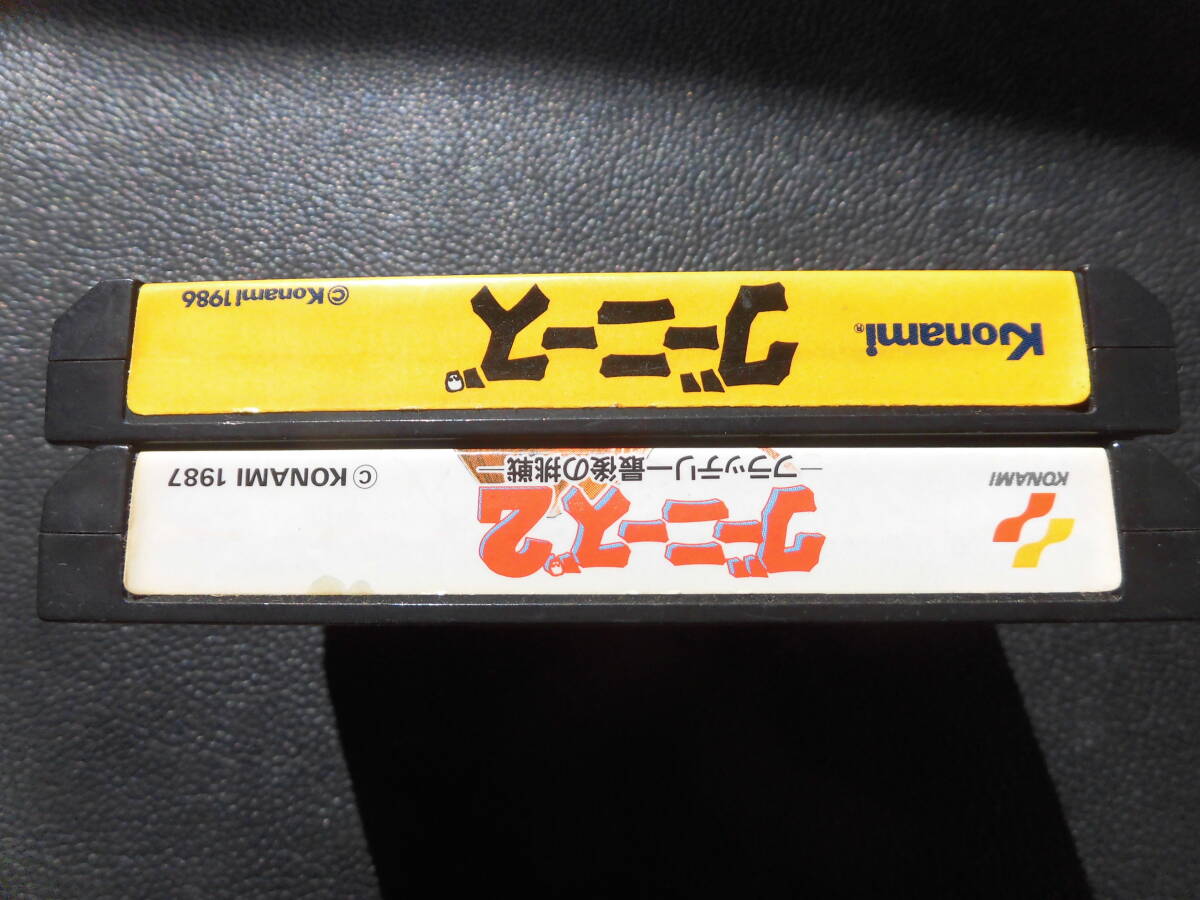 Konami®
グーニーズ
©Konami 1986
KONAMI
グーニーズ2
―フラッテリー最後の挑戦―
© KONAMI 1987